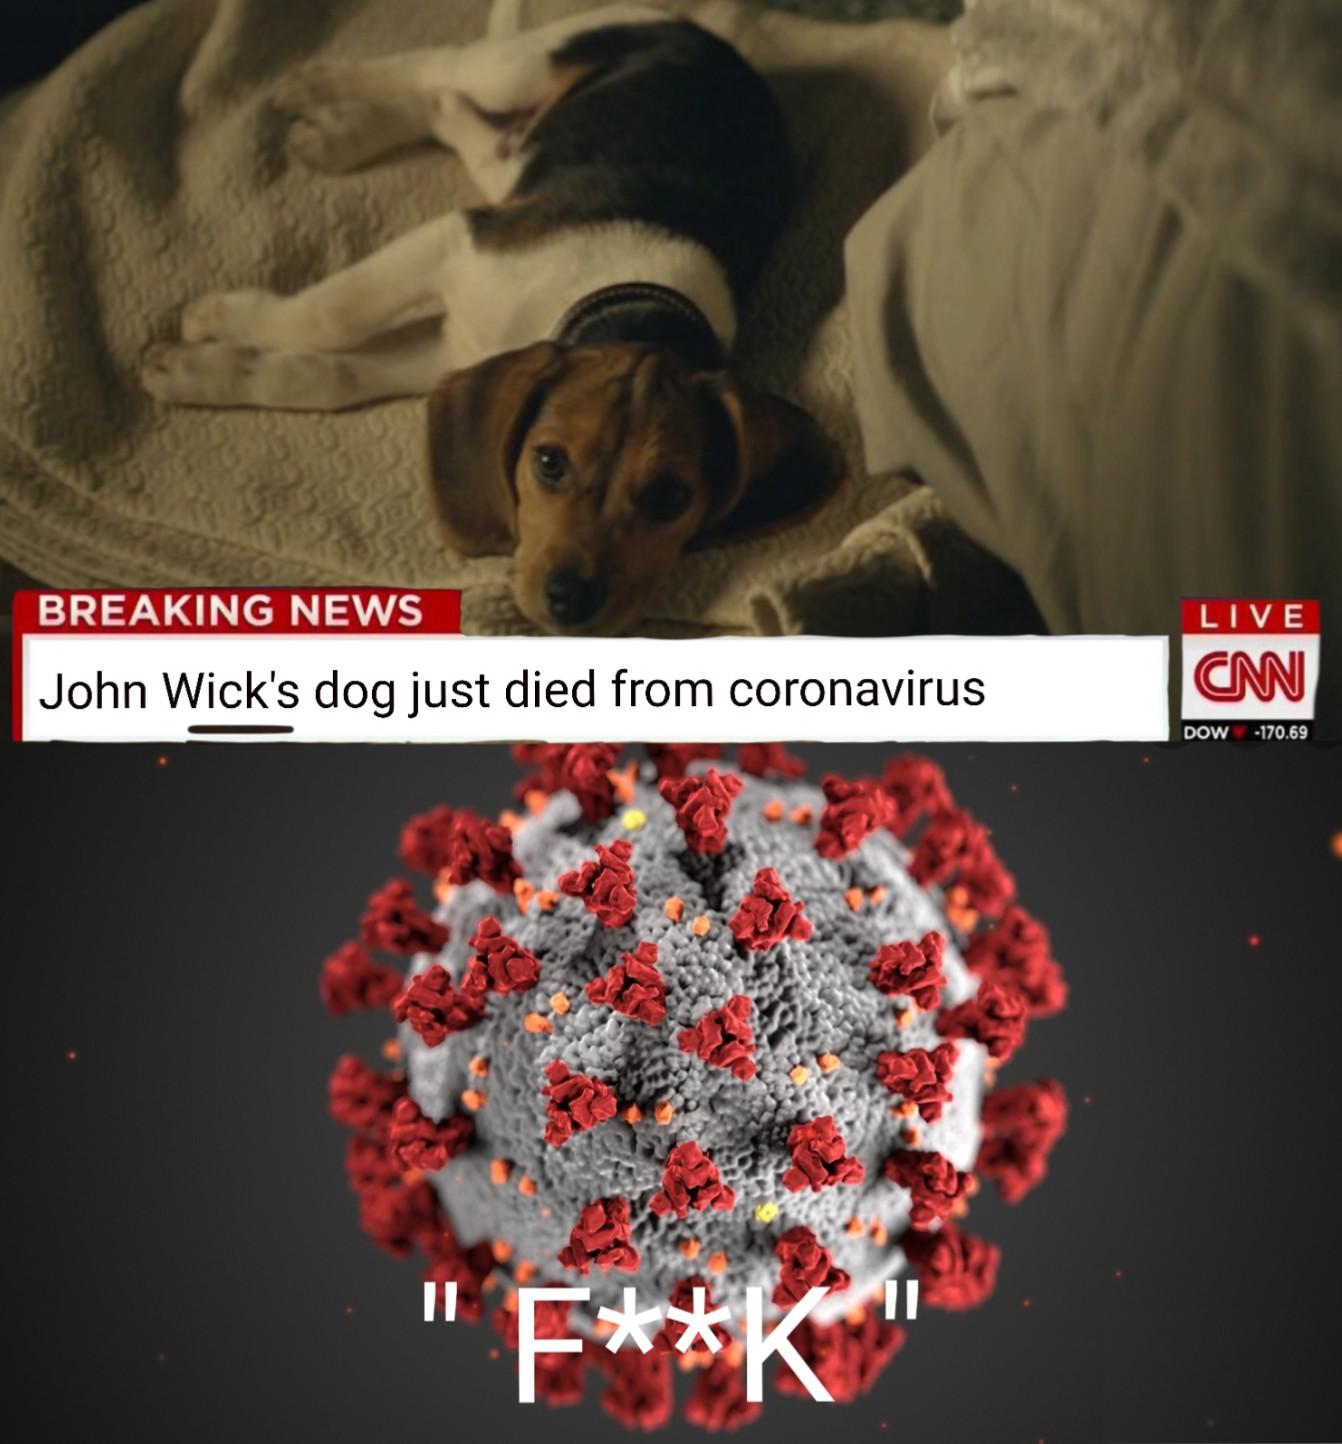 BREAKING NEWS
LIVE
John Wick's dog just died from coronavirus
CNN
DOW -170.69
" F**K "